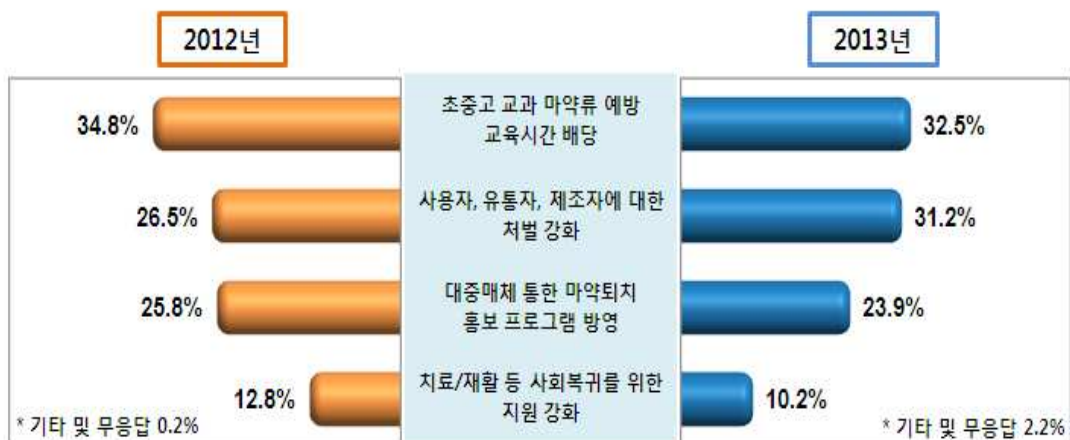 2012년
2013년
34.8%
초중고 교과 마약류 예방
교육시간 배당
32.5%
26.5%
사용자, 유통자, 제조자에 대한
처벌 강화
31.2%
25.8%
대중매체 통한 마약퇴치
홍보 프로그램 방영
23.9%
12.8%
치료/재활 등 사회복귀를 위한
지원 강화
10.2%
* 기타 및 무응답 0.2%
* 기타 및 무응답 2.2%